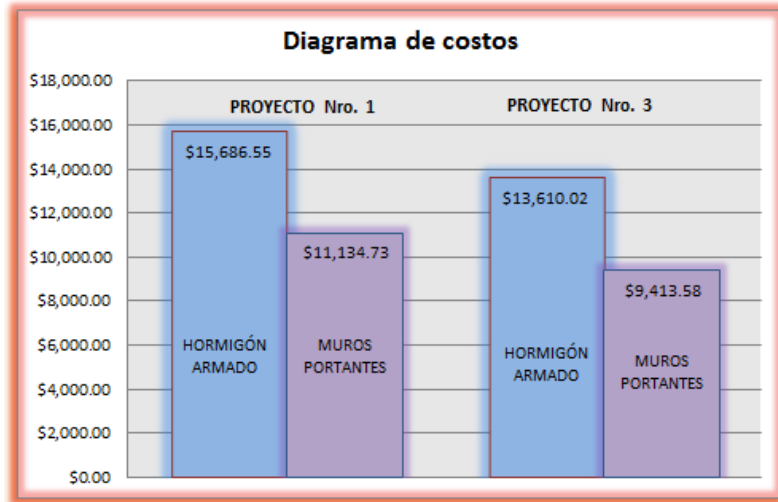 Diagrama de costos
$18,000.00
$16,000.00
$14,000.00
$12,000.00
$10,000.00
$8,000.00
$6,000.00
$4,000.00
$2,000.00
$0.00
PROYECTO Nro. 1
$15,686.55
$11,134.73
HORMIGÓN
ARMADO
MUROS
PORTANTES
PROYECTO Nro. 3
$13,610.02
$9,413.58
HORMIGÓN
ARMADO
MUROS
PORTANTES